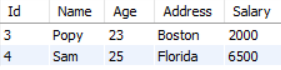 Id Name Age Address Salary
3 Popy 23 Boston 2000
4 Sam 25 Florida 6500